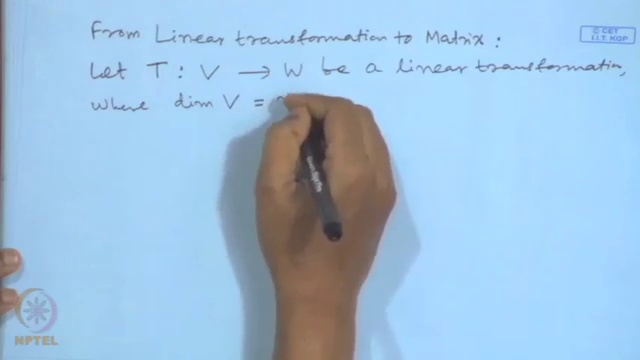 From Linear transformation to Matrix :
© CET
I.I.T. KGP
Let T : V → W be a linear transformation,
where dim V =
NPTEL